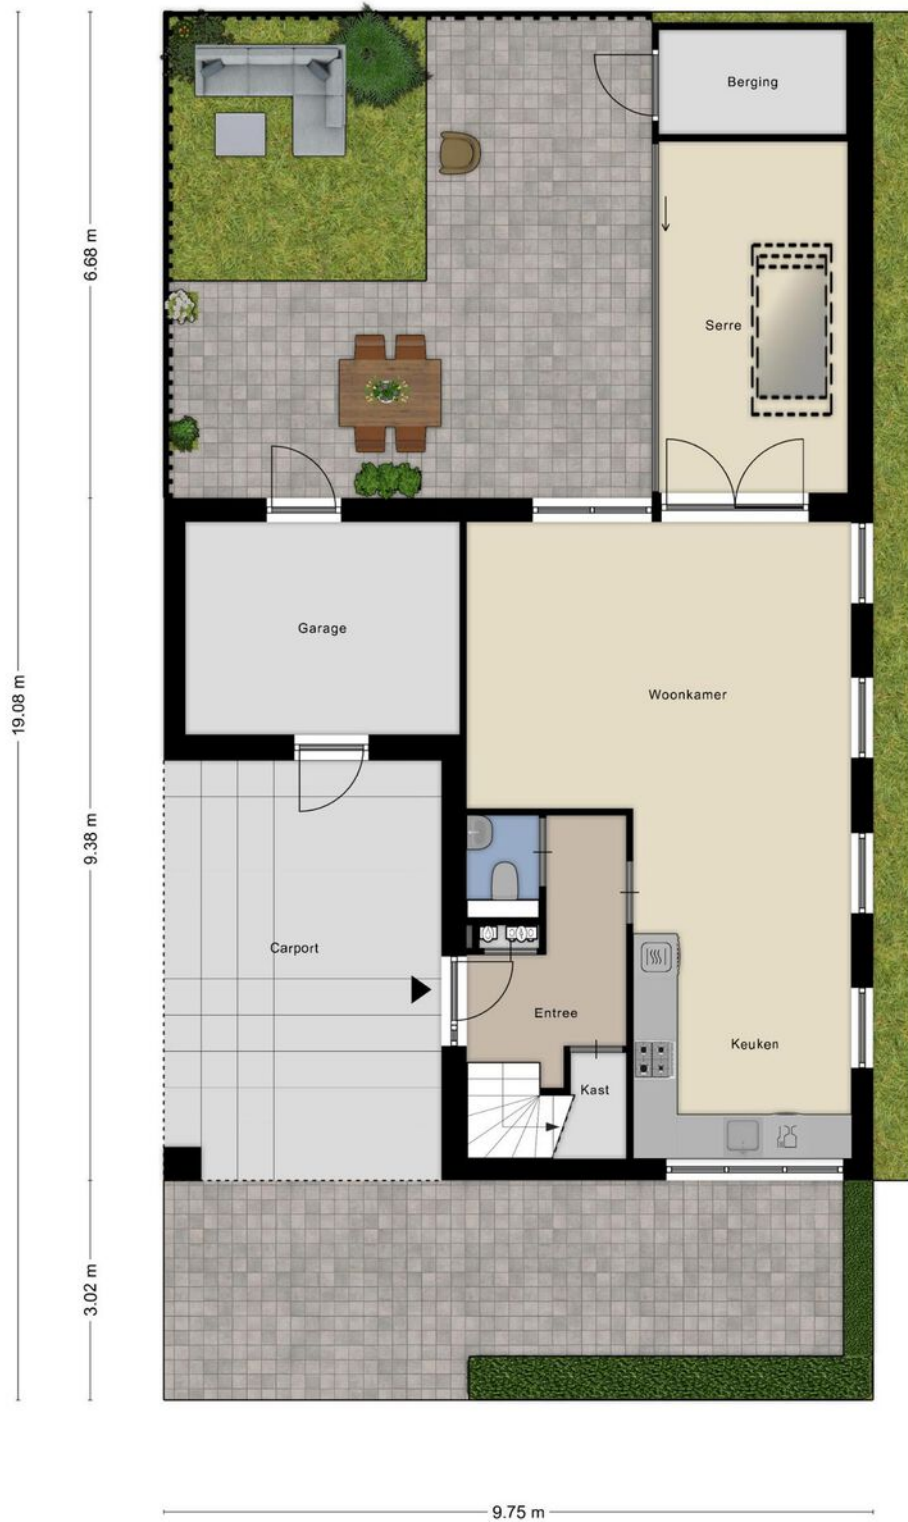 Berging
6.68 m
Serre
Garage
Woonkamer
19.08 m
9.38 m
Carport
Entree
Keuken
Kast
3.02 m
9.75 m